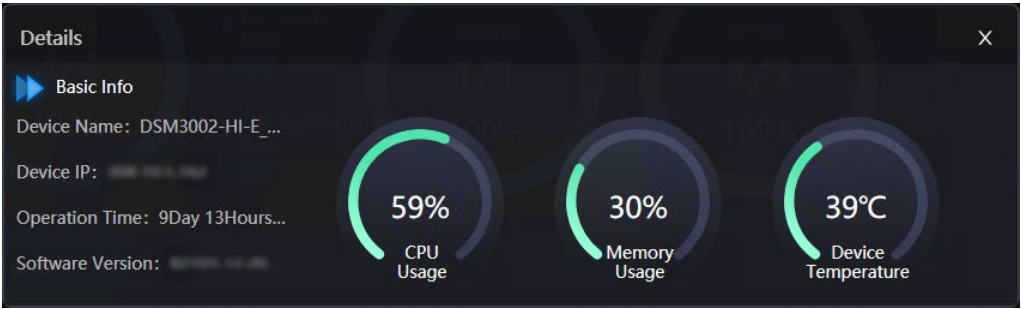 Details
X
Basic Info
Device Name: DSM3002-HI-E_...
Device IP:
Operation Time: 9Day 13Hours...
Software Version:
59%
CPU
Usage
30%
Memory
Usage
39℃
Device
Temperature